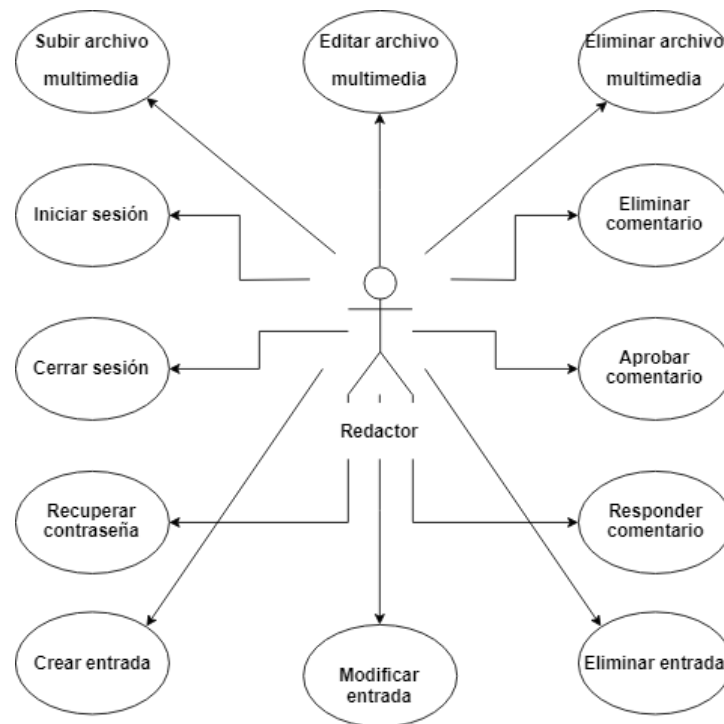 Subir archivo
multimedia
Editar archivo
multimedia
Eliminar archivo
multimedia
Iniciar sesión
Eliminar
comentario
Cerrar sesión
Aprobar
comentario
Redactor
Recuperar
contraseña
Responder
comentario
Crear entrada
Modificar
entrada
Eliminar entrada